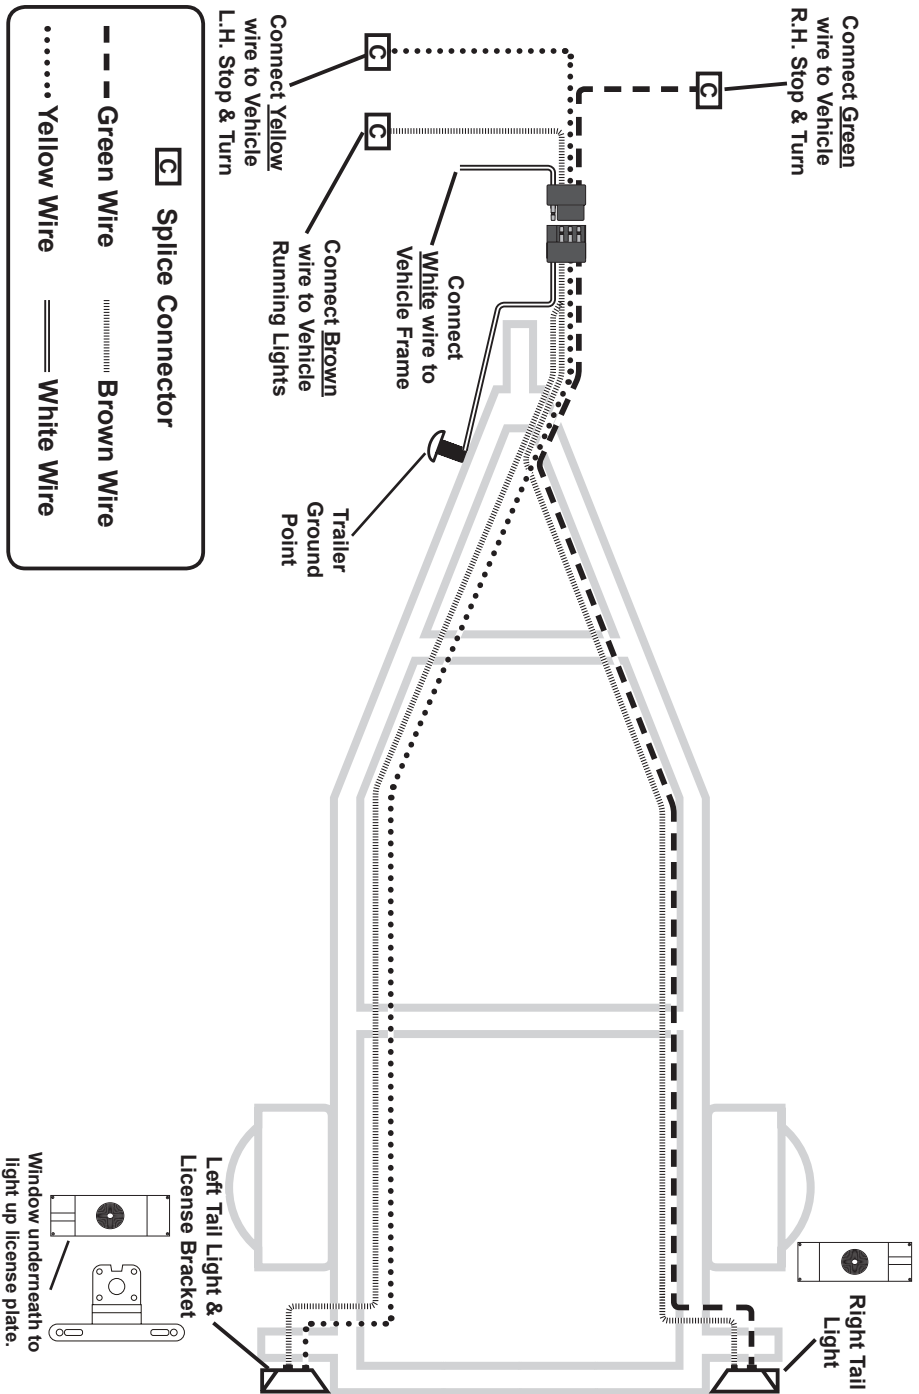 Connect Green
wire to Vehicle
R.H. Stop & Turn
C
Connect Yellow
wire to Vehicle
L.H. Stop & Turn
C
C
Connect
White wire to
Vehicle Frame
Connect Brown
wire to Vehicle
Running Lights
Trailer
Ground
Point
C Splice Connector
Green Wire Brown Wire
Yellow Wire White Wire
Right Tail
Light
Left Tail Light &
License Bracket
Window underneath to
light up license plate.